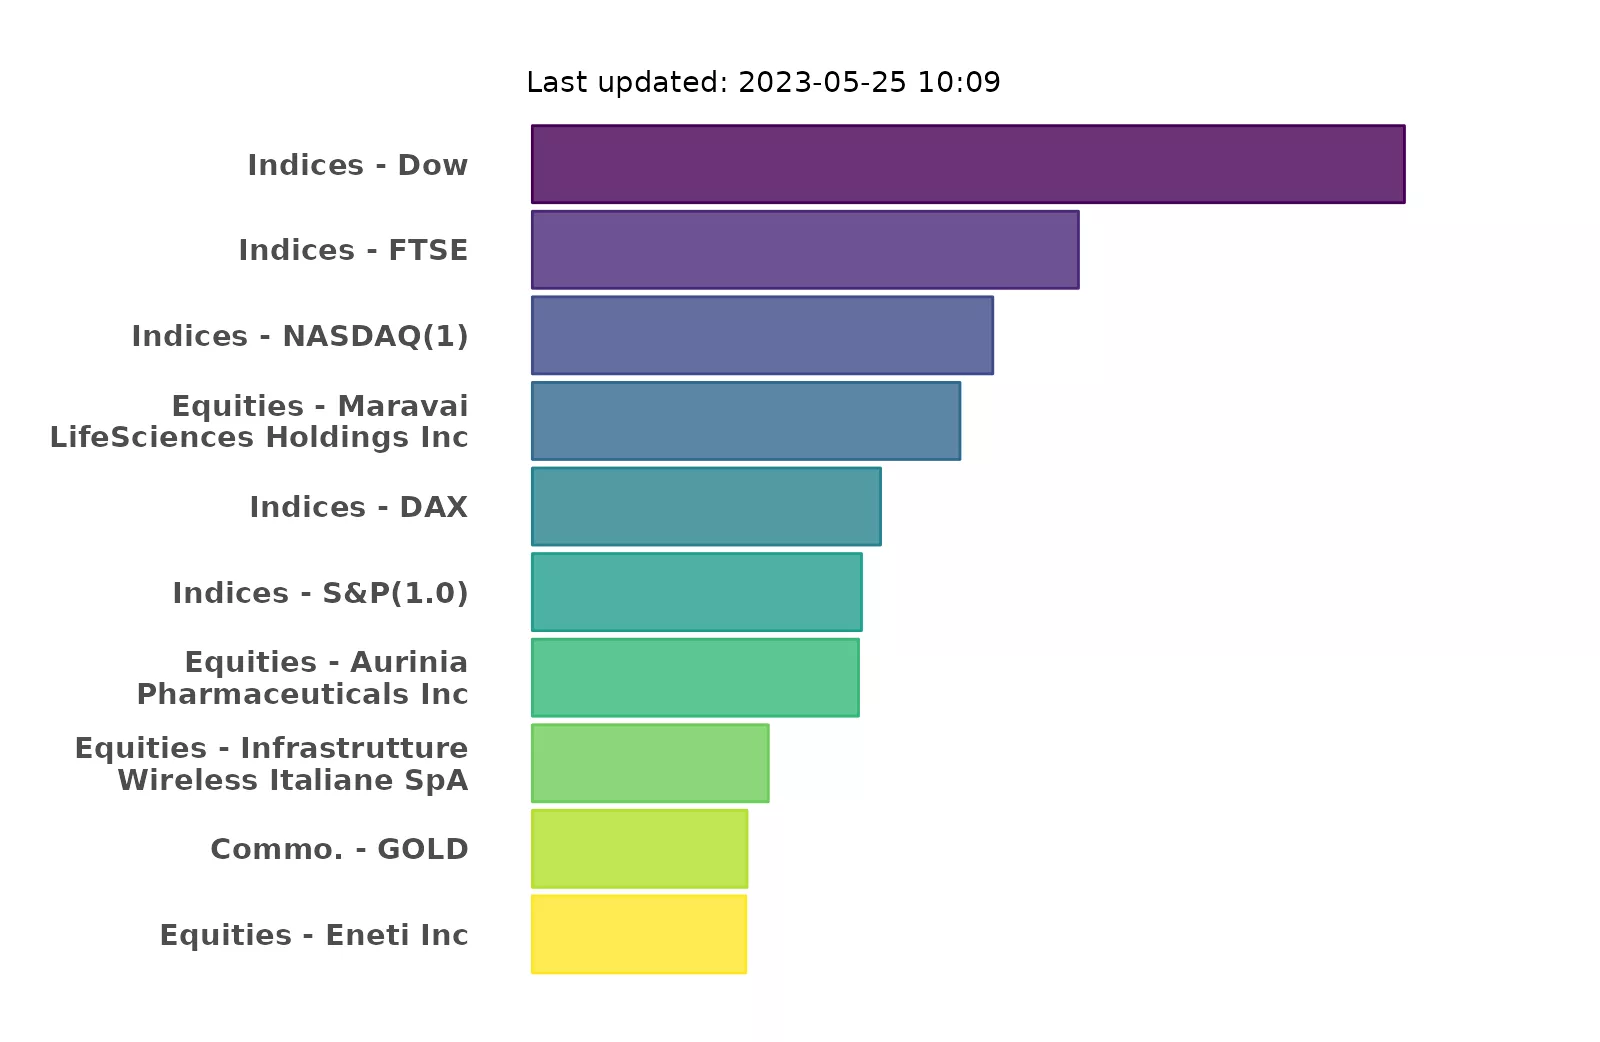 Last updated: 2023-05-25 10:09
Indices - Dow
Indices - FTSE
Indices - NASDAQ(1)
Equities - Maravai
LifeSciences Holdings Inc
Indices - DAX
Indices - S&P(1.0)
Equities - Aurinia
Pharmaceuticals Inc
Equities - Infrastrutture
Wireless Italiane SpA
Commo. - GOLD
Equities - Eneti Inc